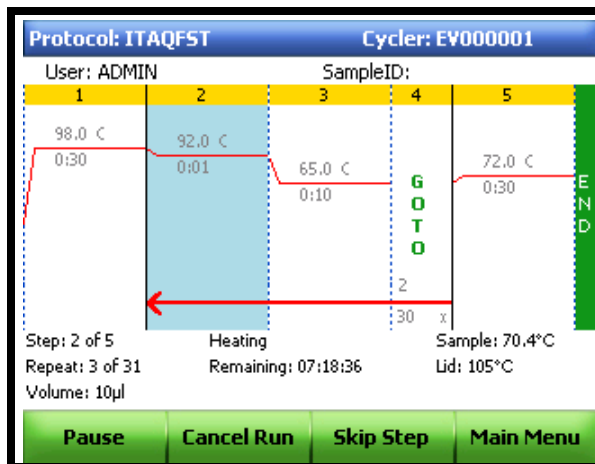 Protocol: ITAQFST Cycler: EV000001
User: ADMIN SampleID:
1 2 3 4 5
98.0 C 92.0 C 65.0 C 72.0 C
0:30 0:01 0:10 0:30
GOTO
END
2
30 x
Step: 2 of 5 Heating Sample: 70.4°C
Repeat: 3 of 31 Remaining: 07:18:36 Lid: 105°C
Volume: 10µl
Pause Cancel Run Skip Step Main Menu